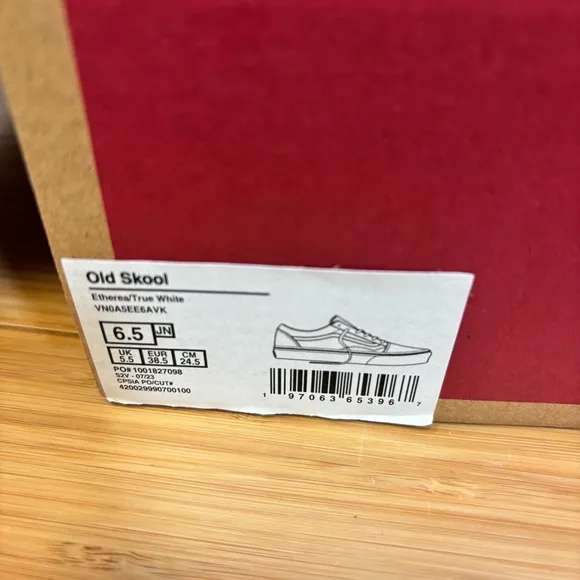 Old Skool
Etherea/True White
VN0A5EE6AVK
6.5 JN
UK EUR CM
5.5 38.5 24.5
PO# 1001827098
S2V - 07/23
CPSIA PO/CUT#
420029990700100
1 97063 65396 7